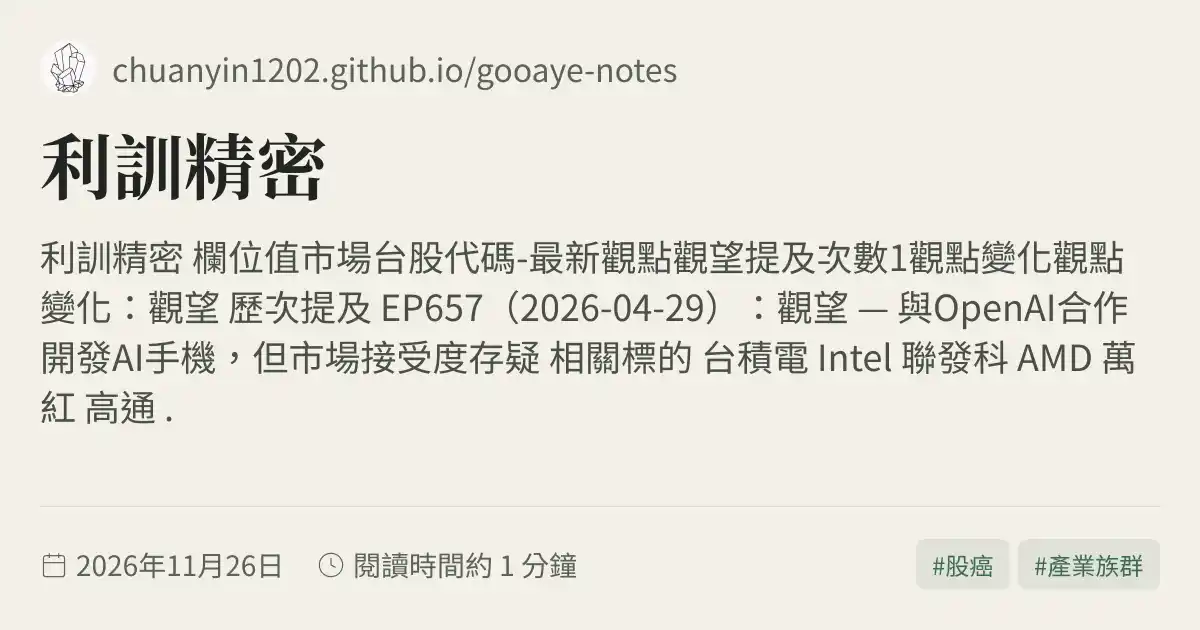 chuanyin1202.github.io/gooaye-notes
利訓精密
利訓精密 欄位值市場台股代碼-最新觀點觀望提及次數1觀點變化觀點
變化：觀望 歷次提及 EP657（2026-04-29）：觀望 — 與OpenAI合作
開發AI手機，但市場接受度存疑 相關標的 台積電 Intel 聯發科 AMD 萬
紅 高通 .
2026年11月26日 閱讀時間約 1 分鐘 #股癌 #產業族群